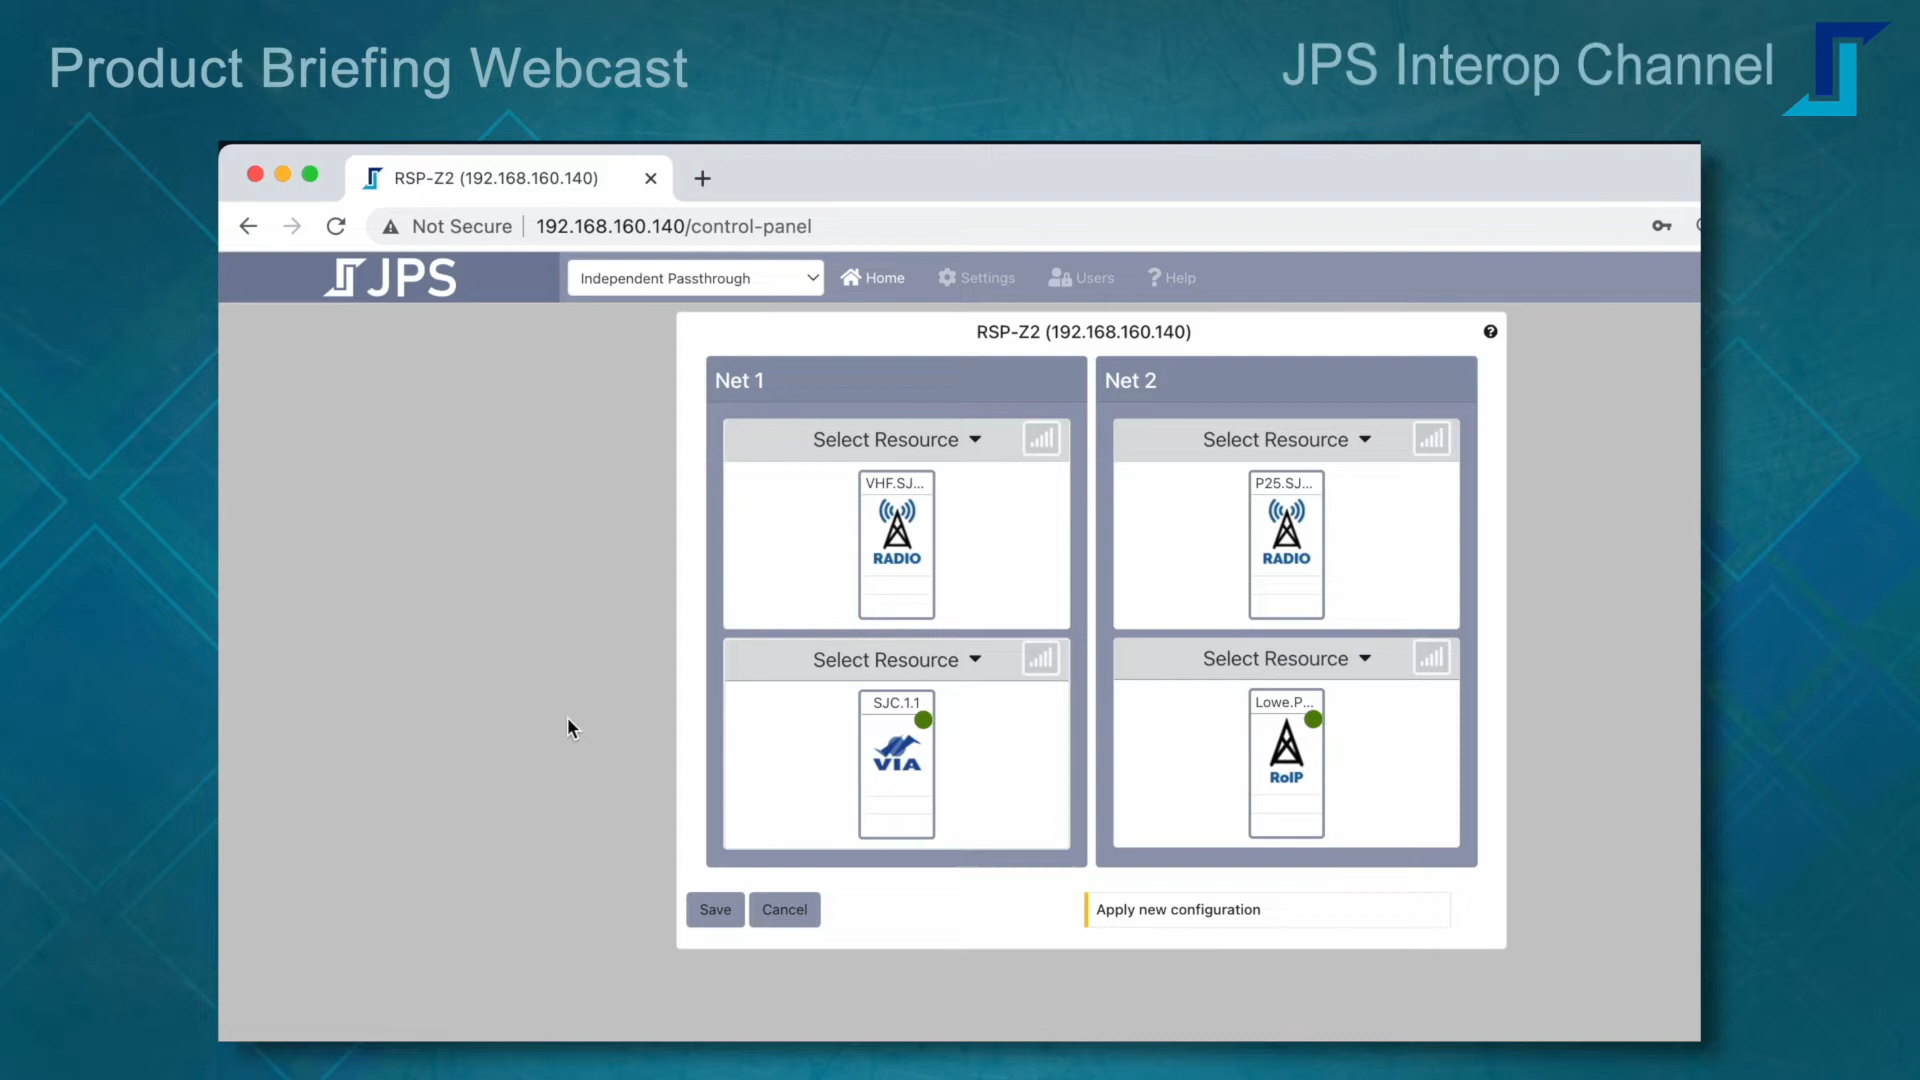 Product Briefing Webcast
JPS Interop Channel
RSP-Z2 (192.168.160.140)
Not Secure
192.168.160.140/control-panel
JPS
Independent Passthrough
Home
Settings
Users
Help
RSP-Z2 (192.168.160.140)
Net 1
Net 2
Select Resource
Select Resource
VHF.SJ...
RADIO
P25.SJ...
RADIO
Select Resource
Select Resource
SJC.1.1
VIA
Lowe.P...
RoIP
Save
Cancel
Apply new configuration